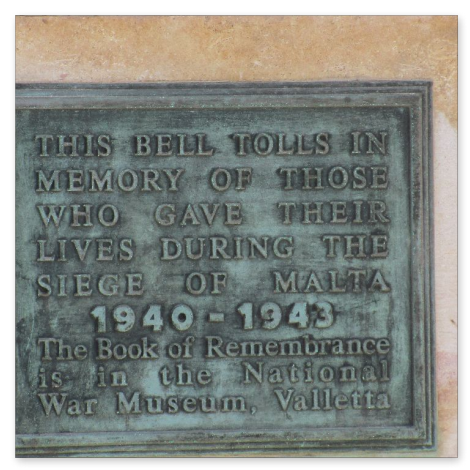 THIS BELL TOLLS IN
MEMORY OF THOSE
WHO GAVE THEIR
LIVES DURING THE
SIEGE OF MALTA
1940 - 1943
The Book of Remembrance
is in the National
War Museum, Valletta